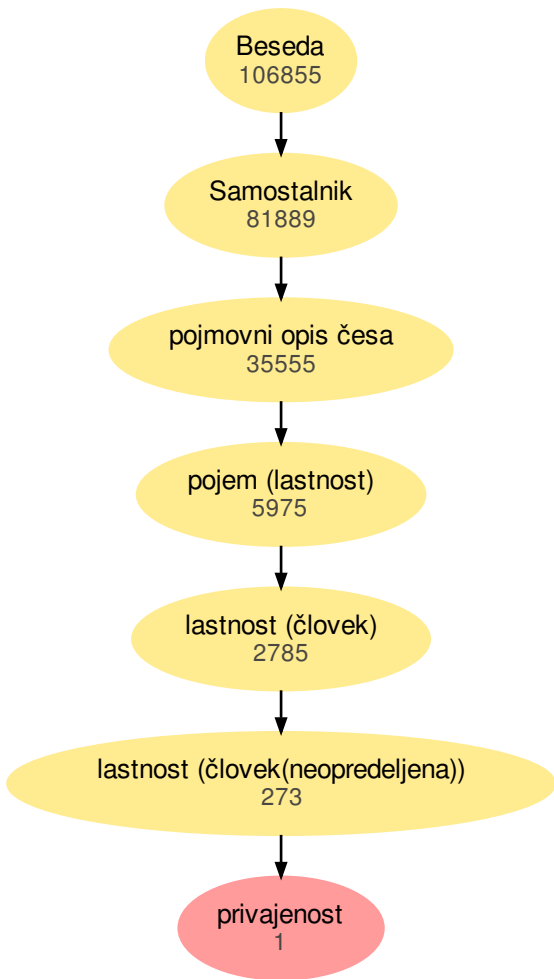 Beseda
106855
Samostalnik
81889
pojmovni opis česa
35555
pojem (lastnost)
5975
lastnost (človek)
2785
lastnost (človek(neopredeljena))
273
privajenost
1